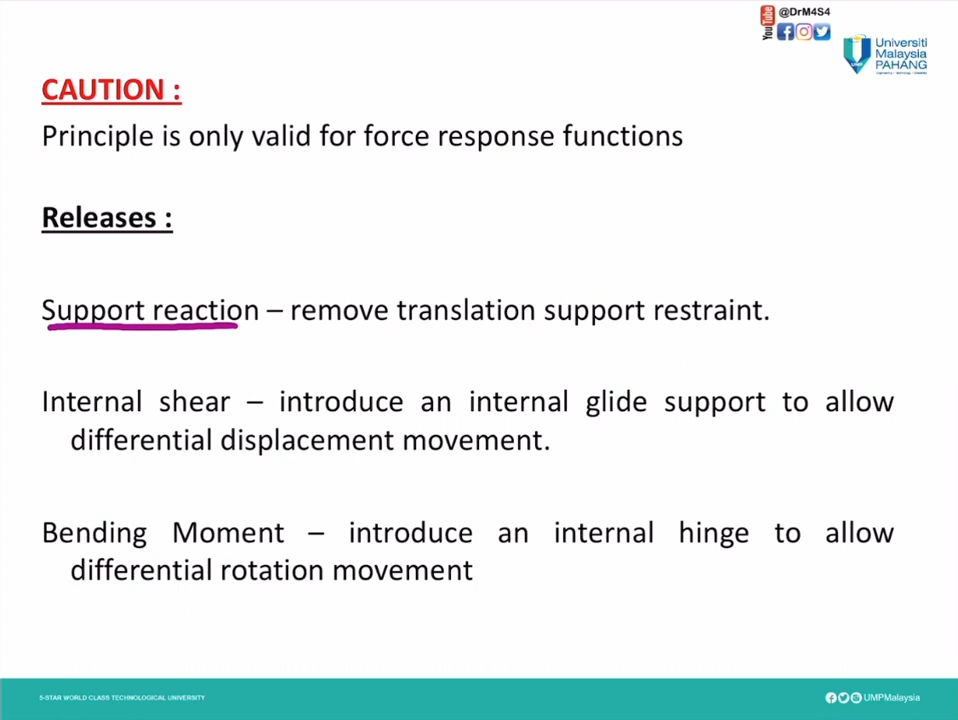 YouTube
@DrM4S4
Universiti
Malaysia
PAHANG
CAUTION :
Principle is only valid for force response functions
Releases :
Support reaction – remove translation support restraint.
Internal shear – introduce an internal glide support to allow
differential displacement movement.
Bending Moment – introduce an internal hinge to allow
differential rotation movement
5-STAR WORLD CLASS TECHNOLOGICAL UNIVERSITY
UMPMalaysia